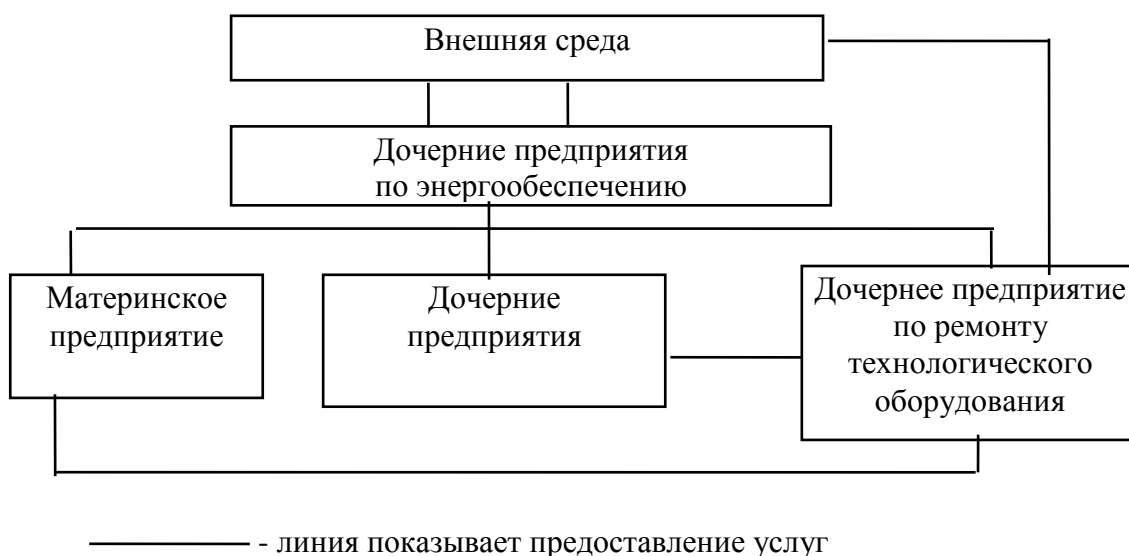 Внешняя среда
Дочерние предприятия
по энергообеспечению
Материнское
предприятие
Дочерние
предприятия
Дочернее предприятие
по ремонту
технологического
оборудования
- линия показывает предоставление услуг